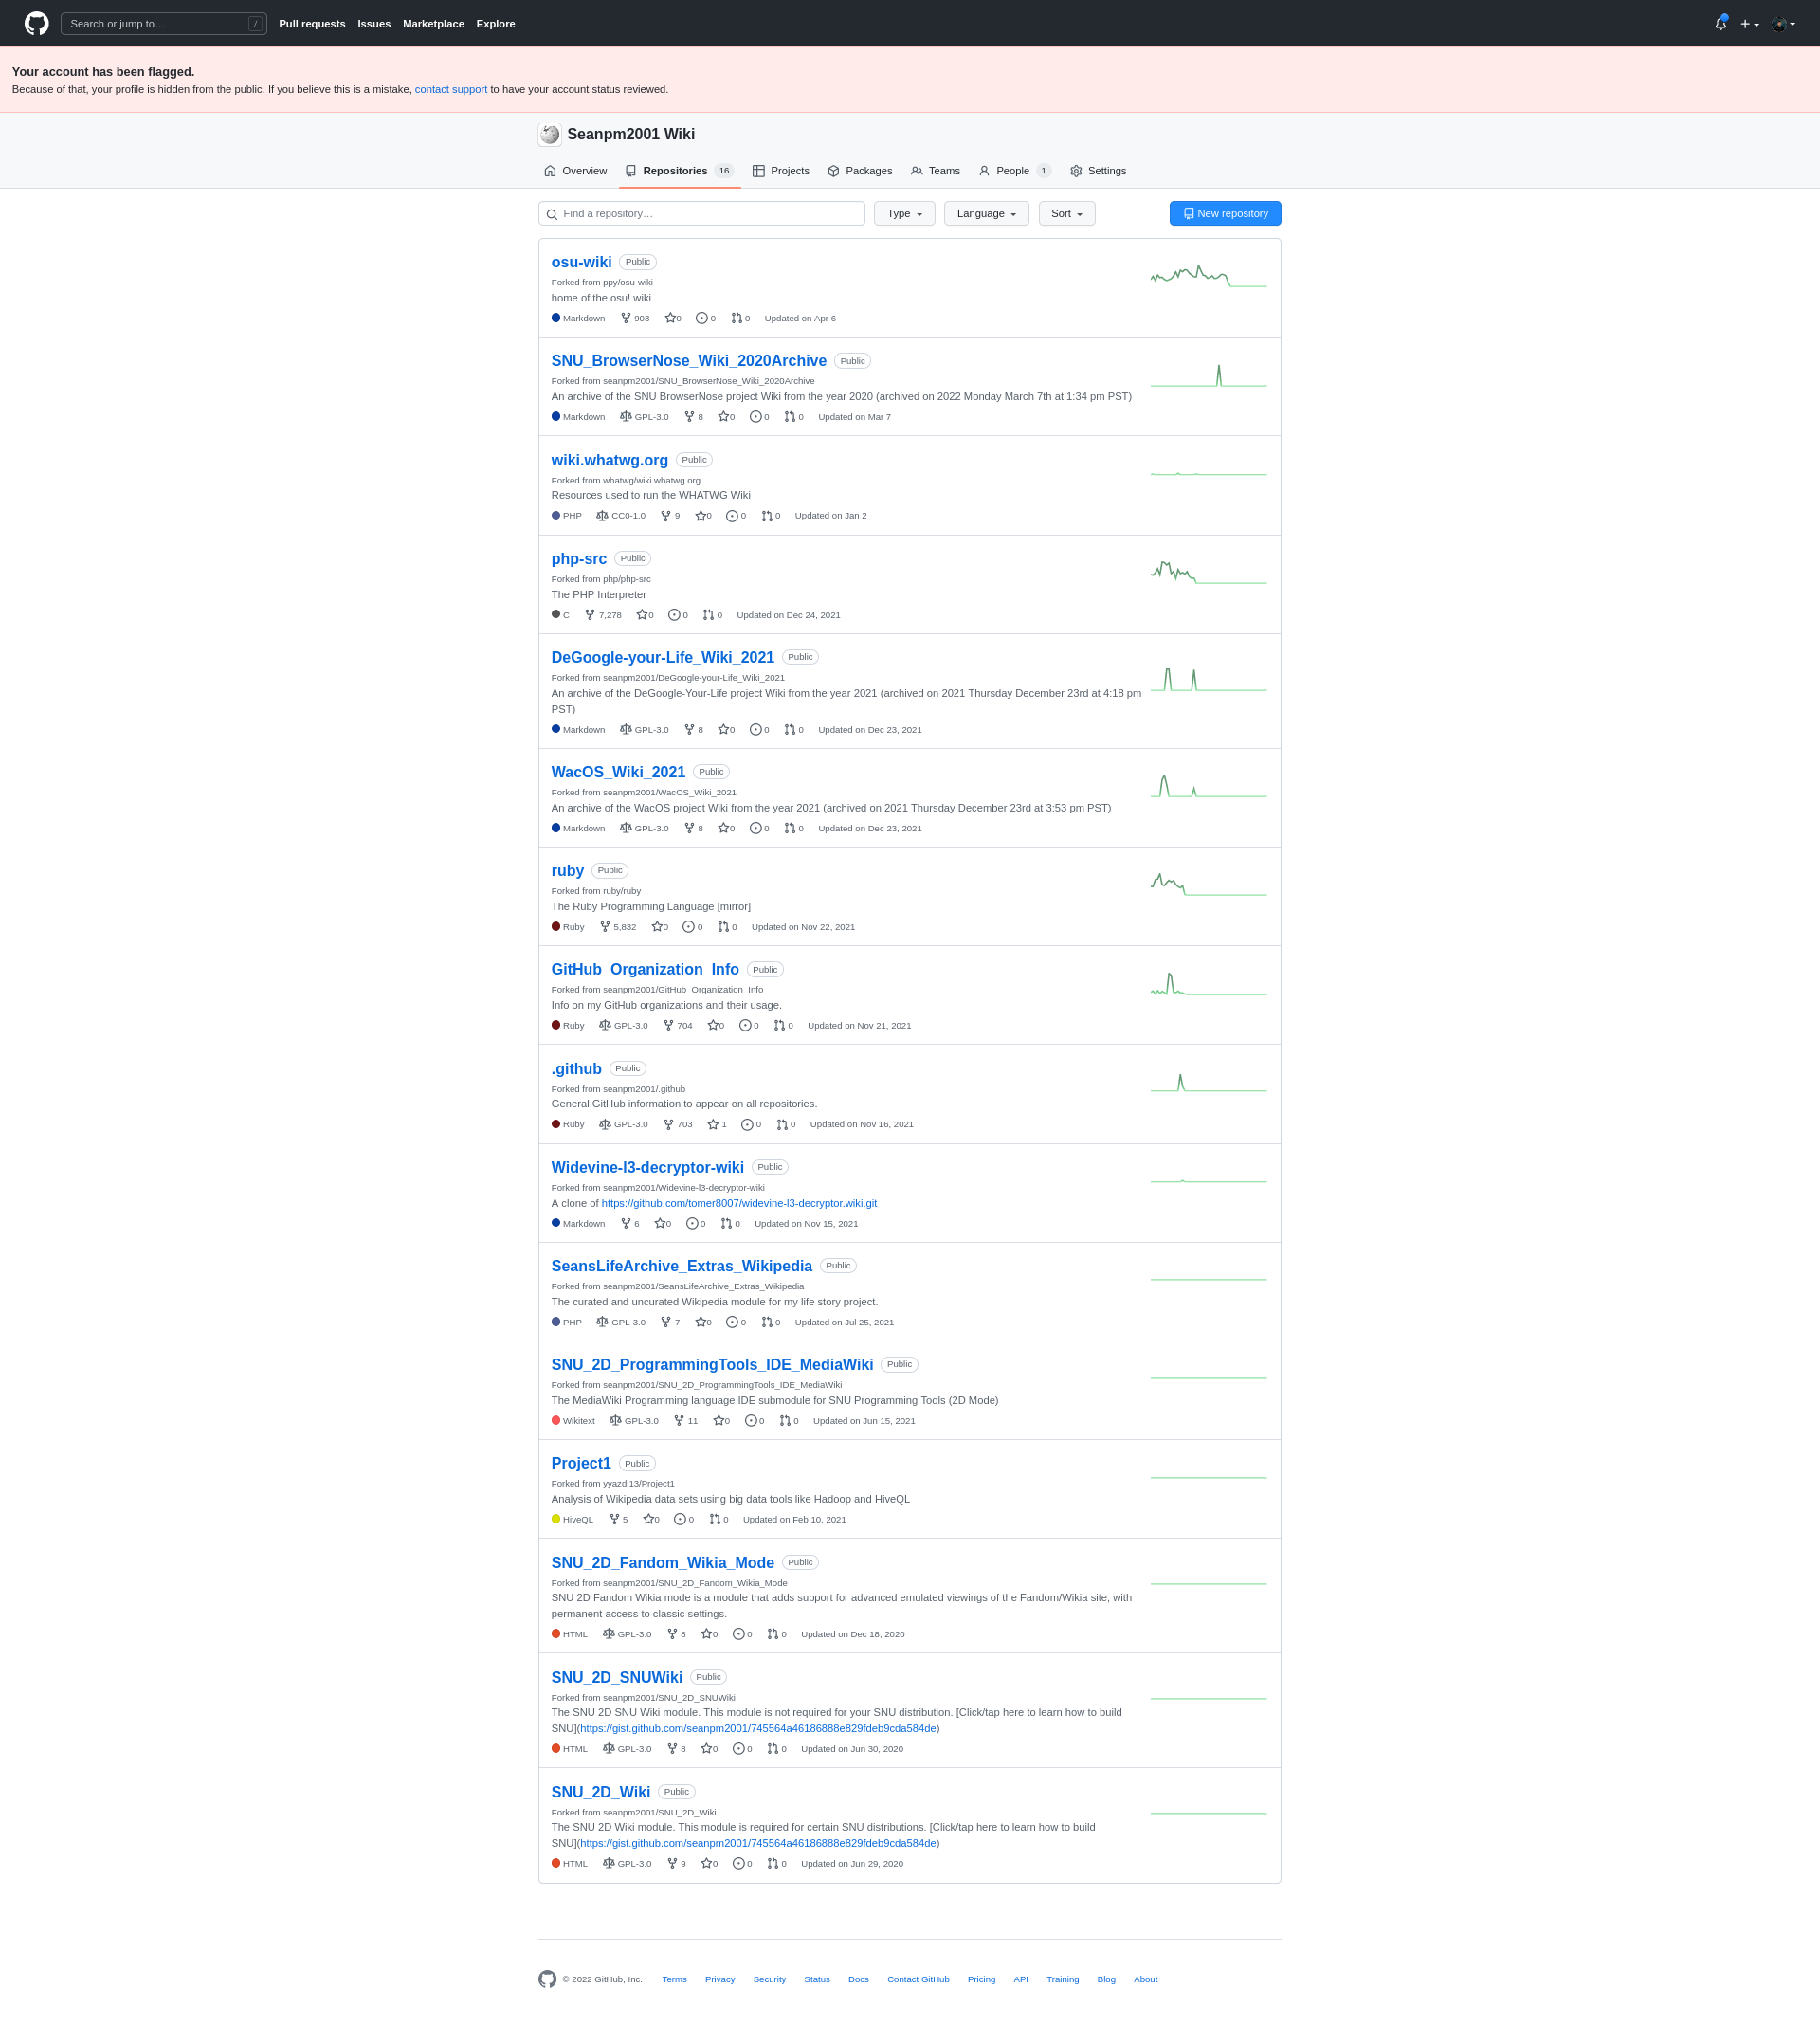 Search or jump to… /
Pull requests Issues Marketplace Explore
Your account has been flagged.
Because of that, your profile is hidden from the public. If you believe this is a mistake, contact support to have your account status reviewed.
Seanpm2001 Wiki
Overview Repositories 16 Projects Packages Teams People 1 Settings
Find a repository… Type Language Sort New repository
osu-wiki Public
Forked from ppy/osu-wiki
home of the osu! wiki
Markdown 903 0 0 0 Updated on Apr 6
SNU_BrowserNose_Wiki_2020Archive Public
Forked from seanpm2001/SNU_BrowserNose_Wiki_2020Archive
An archive of the SNU BrowserNose project Wiki from the year 2020 (archived on 2022 Monday March 7th at 1:34 pm PST)
Markdown GPL-3.0 8 0 0 0 Updated on Mar 7
wiki.whatwg.org Public
Forked from whatwg/wiki.whatwg.org
Resources used to run the WHATWG Wiki
PHP CC0-1.0 9 0 0 0 Updated on Jan 2
php-src Public
Forked from php/php-src
The PHP Interpreter
C 7,278 0 0 0 Updated on Dec 24, 2021
DeGoogle-your-Life_Wiki_2021 Public
Forked from seanpm2001/DeGoogle-your-Life_Wiki_2021
An archive of the DeGoogle-Your-Life project Wiki from the year 2021 (archived on 2021 Thursday December 23rd at 4:18 pm
PST)
Markdown GPL-3.0 8 0 0 0 Updated on Dec 23, 2021
WacOS_Wiki_2021 Public
Forked from seanpm2001/WacOS_Wiki_2021
An archive of the WacOS project Wiki from the year 2021 (archived on 2021 Thursday December 23rd at 3:53 pm PST)
Markdown GPL-3.0 8 0 0 0 Updated on Dec 23, 2021
ruby Public
Forked from ruby/ruby
The Ruby Programming Language [mirror]
Ruby 5,832 0 0 0 Updated on Nov 22, 2021
GitHub_Organization_Info Public
Forked from seanpm2001/GitHub_Organization_Info
Info on my GitHub organizations and their usage.
Ruby GPL-3.0 704 0 0 0 Updated on Nov 21, 2021
.github Public
Forked from seanpm2001/.github
General GitHub information to appear on all repositories.
Ruby GPL-3.0 703 1 0 0 Updated on Nov 16, 2021
Widevine-l3-decryptor-wiki Public
Forked from seanpm2001/Widevine-l3-decryptor-wiki
A clone of https://github.com/tomer8007/widevine-l3-decryptor.wiki.git
Markdown 6 0 0 0 Updated on Nov 15, 2021
SeansLifeArchive_Extras_Wikipedia Public
Forked from seanpm2001/SeansLifeArchive_Extras_Wikipedia
The curated and uncurated Wikipedia module for my life story project.
PHP GPL-3.0 7 0 0 0 Updated on Jul 25, 2021
SNU_2D_ProgrammingTools_IDE_MediaWiki Public
Forked from seanpm2001/SNU_2D_ProgrammingTools_IDE_MediaWiki
The MediaWiki Programming language IDE submodule for SNU Programming Tools (2D Mode)
Wikitext GPL-3.0 11 0 0 0 Updated on Jun 15, 2021
Project1 Public
Forked from yyazdi13/Project1
Analysis of Wikipedia data sets using big data tools like Hadoop and HiveQL
HiveQL 5 0 0 0 Updated on Feb 10, 2021
SNU_2D_Fandom_Wikia_Mode Public
Forked from seanpm2001/SNU_2D_Fandom_Wikia_Mode
SNU 2D Fandom Wikia mode is a module that adds support for advanced emulated viewings of the Fandom/Wikia site, with
permanent access to classic settings.
HTML GPL-3.0 8 0 0 0 Updated on Dec 18, 2020
SNU_2D_SNUWiki Public
Forked from seanpm2001/SNU_2D_SNUWiki
The SNU 2D SNU Wiki module. This module is not required for your SNU distribution. [Click/tap here to learn how to build
SNU](https://gist.github.com/seanpm2001/745564a46186888e829fdeb9cda584de)
HTML GPL-3.0 8 0 0 0 Updated on Jun 30, 2020
SNU_2D_Wiki Public
Forked from seanpm2001/SNU_2D_Wiki
The SNU 2D Wiki module. This module is required for certain SNU distributions. [Click/tap here to learn how to build
SNU](https://gist.github.com/seanpm2001/745564a46186888e829fdeb9cda584de)
HTML GPL-3.0 9 0 0 0 Updated on Jun 29, 2020
© 2022 GitHub, Inc. Terms Privacy Security Status Docs Contact GitHub Pricing API Training Blog About